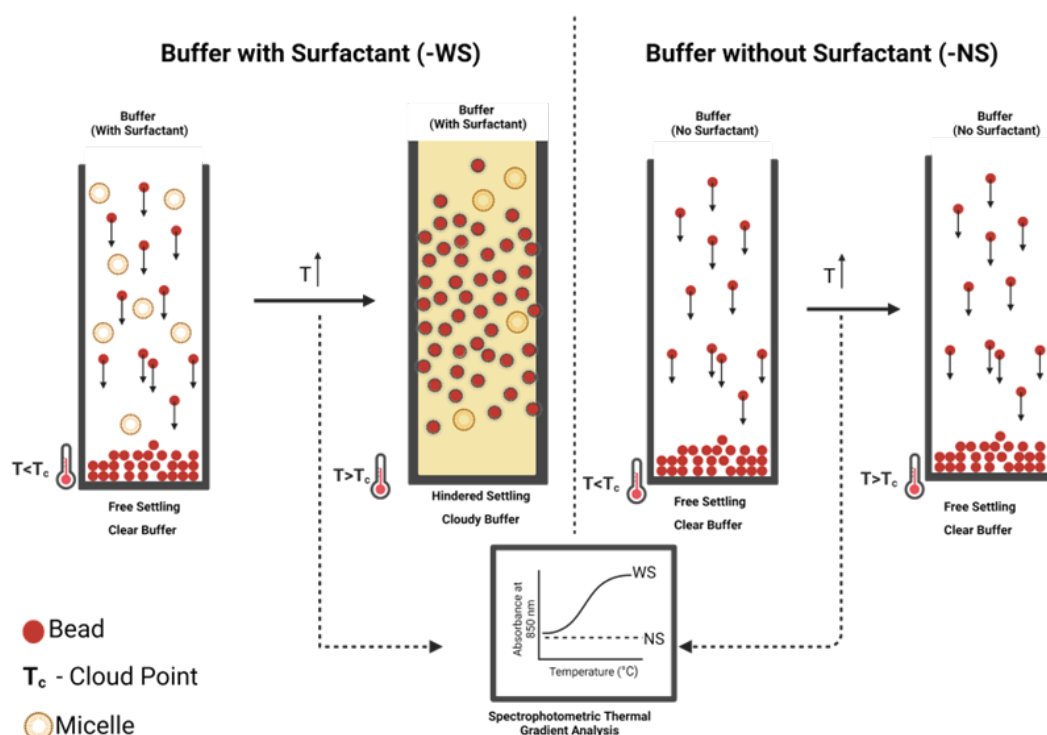 Buffer with Surfactant (-WS)
Buffer without Surfactant (-NS)
Buffer
(With Surfactant)
Buffer
(With Surfactant)
Buffer
(No Surfactant)
Buffer
(No Surfactant)
T
T
T<Tc
T>Tc
T<Tc
T>Tc
Free Settling
Clear Buffer
Hindered Settling
Cloudy Buffer
Free Settling
Clear Buffer
Free Settling
Clear Buffer
Absorbance at
850 nm
WS
NS
Temperature (°C)
Spectrophotometric Thermal
Gradient Analysis
Bead
Tc - Cloud Point
Micelle